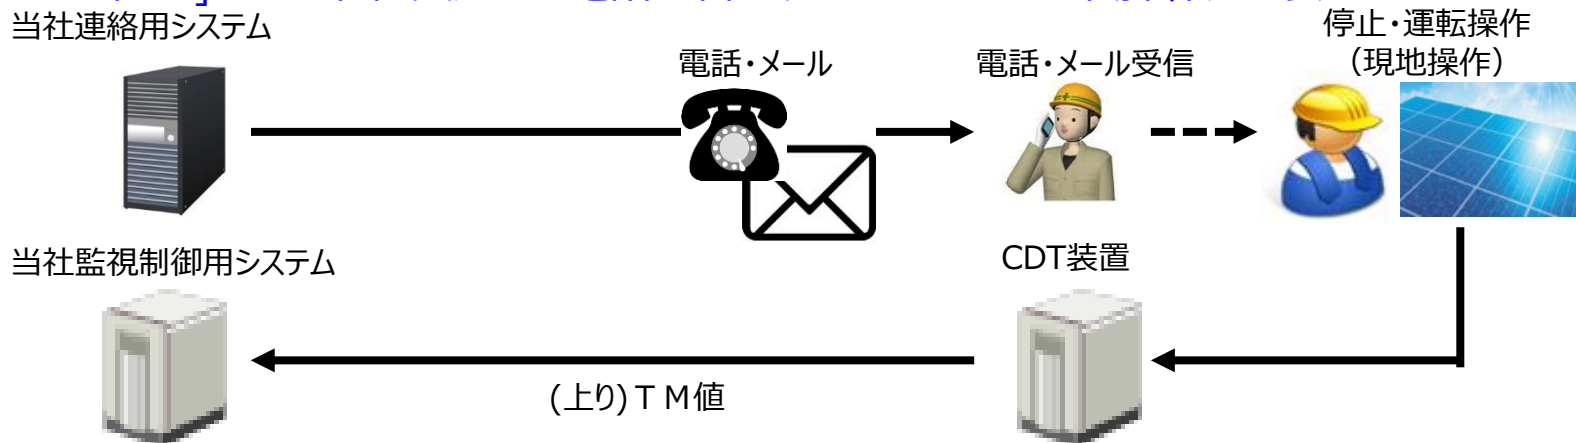 当社連絡用システム
電話・メール
電話・メール受信
停止・運転操作
（現地操作）
当社監視制御用システム
CDT装置
(上り)ＴＭ値